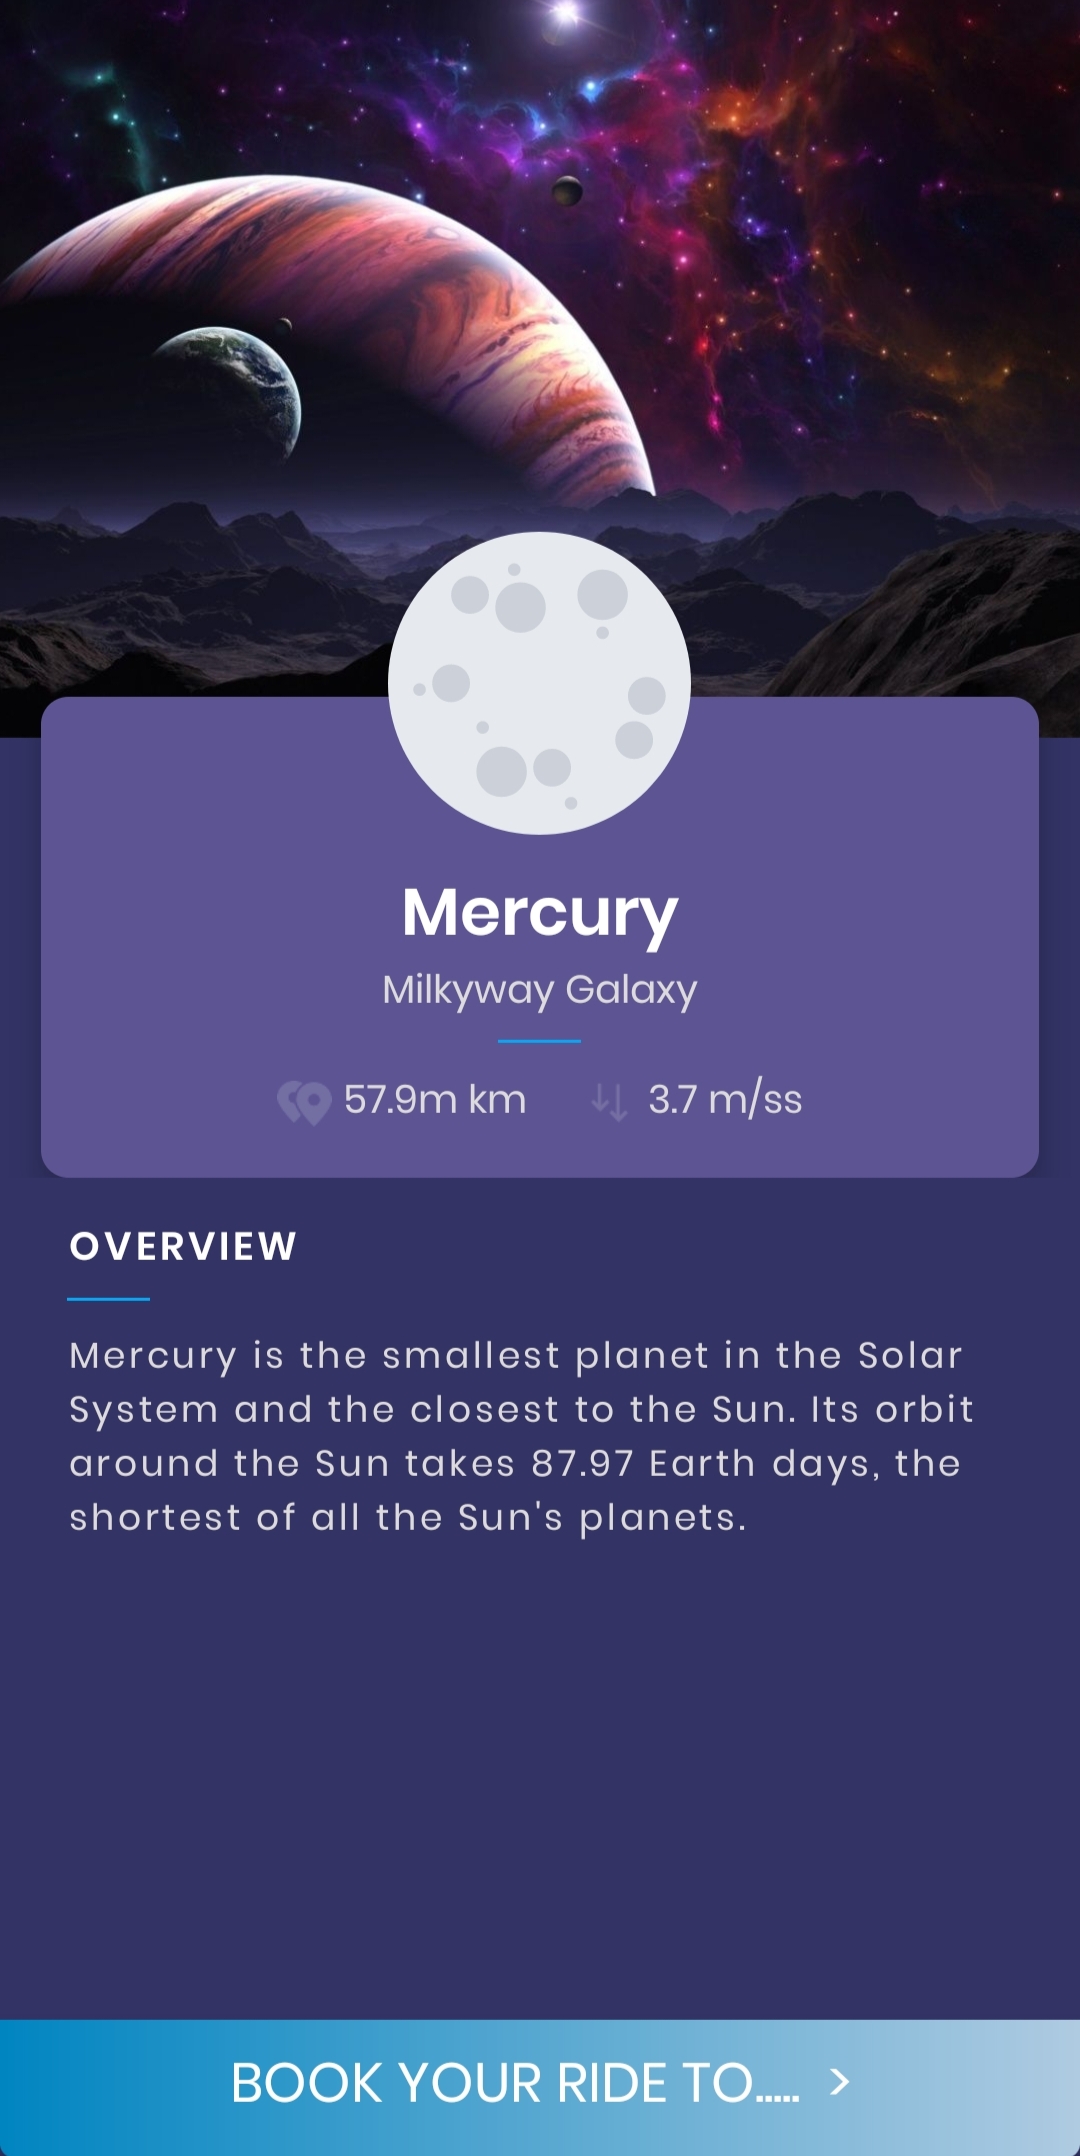 Mercury
Milkyway Galaxy
57.9m km 3.7 m/ss
OVERVIEW
Mercury is the smallest planet in the Solar
System and the closest to the Sun. Its orbit
around the Sun takes 87.97 Earth days, the
shortest of all the Sun's planets.
BOOK YOUR RIDE TO..... >